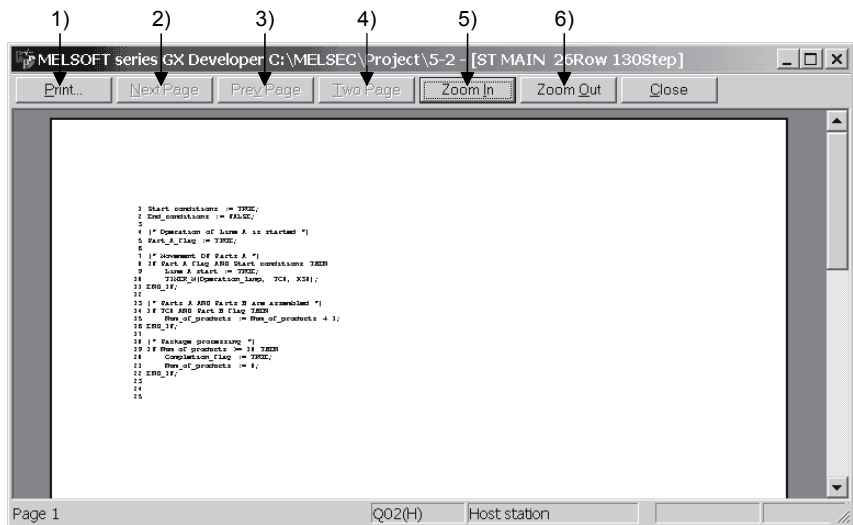 1) 2) 3) 4) 5) 6)
MELSOFT series GX Developer C:\MELSEC\Project\5-2 - [ST MAIN 26Row 130Step]
Print... Next Page Prev Page Two Page Zoom In Zoom Out Close
1 Start_conditions := TRUE;
2 End_conditions := FALSE;
3
4 (* Operation of Line A is started *)
5 Part_A_Flag := TRUE;
6
7 (* Movement Of Parts A *)
8 IF Part_A_Flag AND Start_conditions THEN
9 Line_A_start := TRUE;
10 TIMER_M(Operation_lamp, TC0, K30);
11 END_IF;
12
13 (* Parts A AND Parts B are assembled *)
14 IF TC0 AND Part_B_Flag THEN
15 Num_of_products := Num_of_products + 1;
16 END_IF;
17
18 (* Package processing *)
19 IF Num_of_products >= 10 THEN
20 Completion_Flag := TRUE;
21 Num_of_products := 0;
22 END_IF;
23
24
25
Page 1 Q02(H) Host station